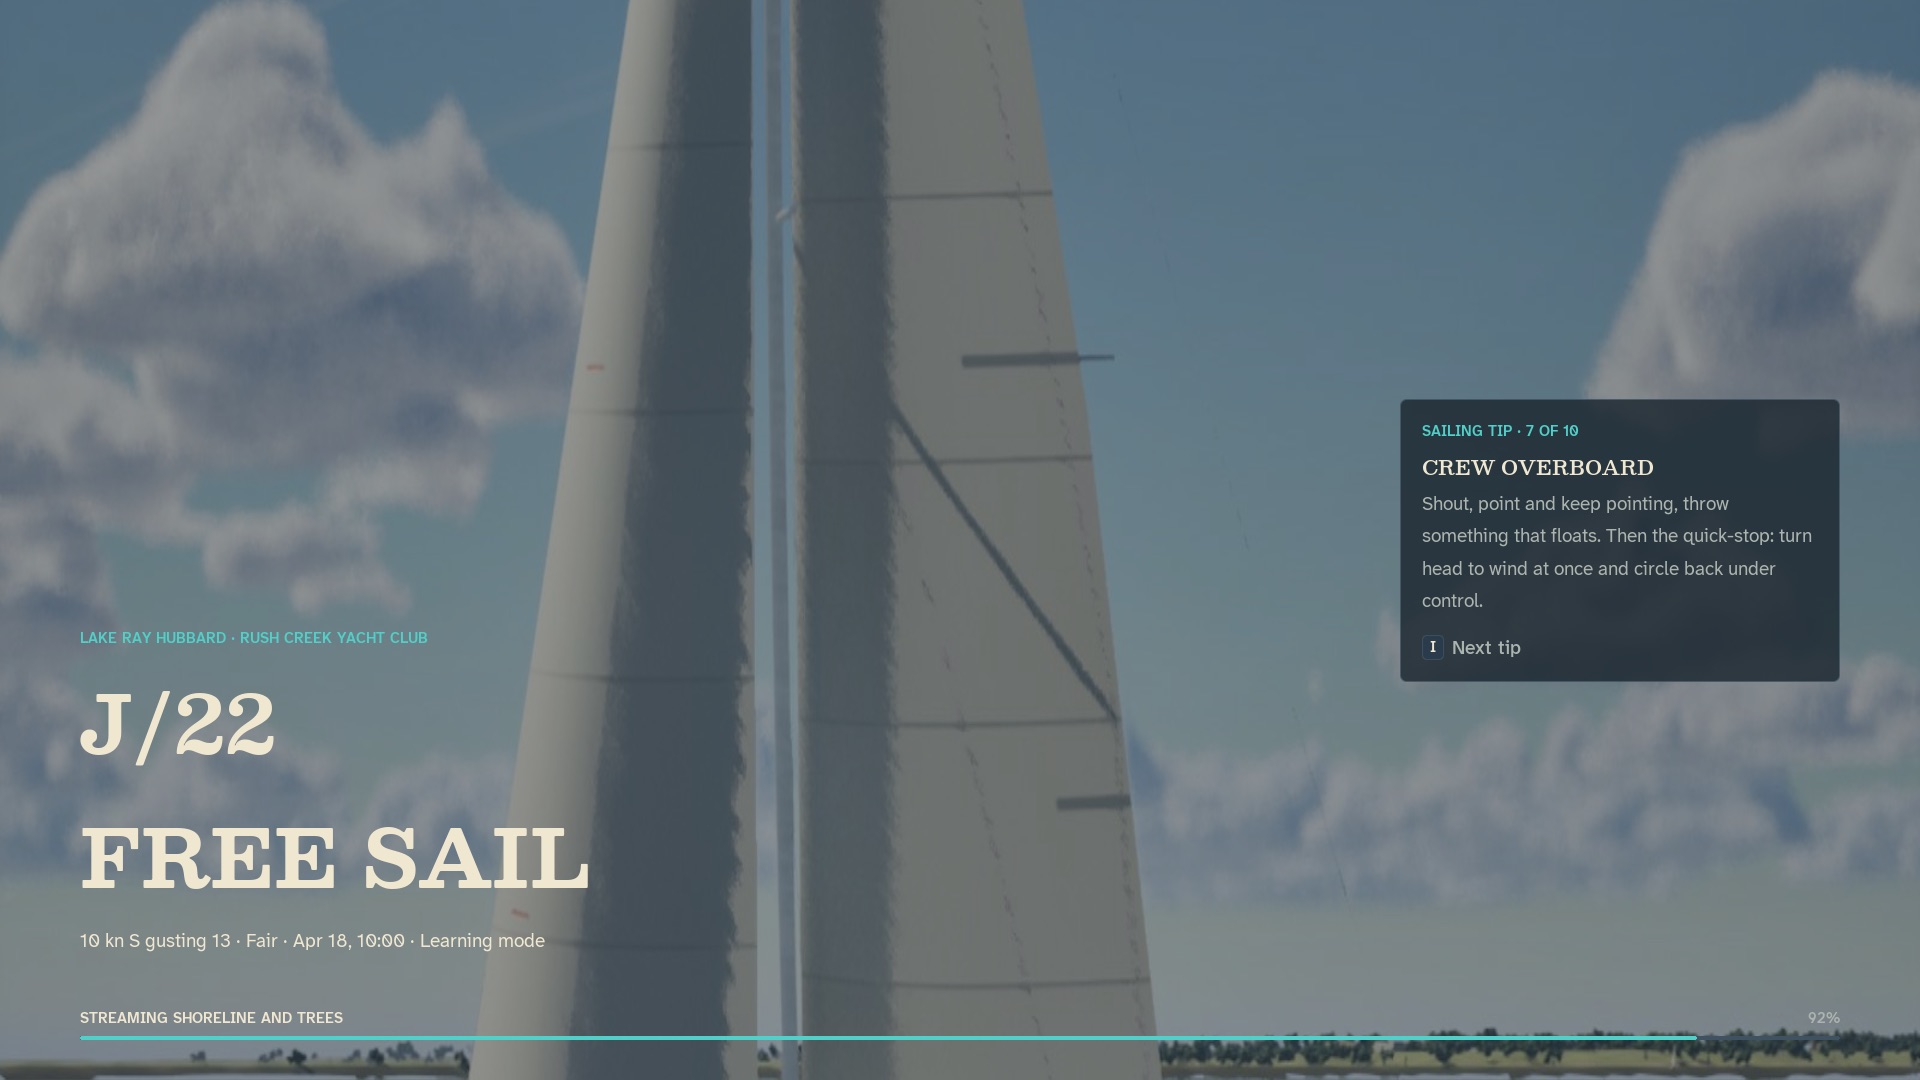 LAKE RAY HUBBARD · RUSH CREEK YACHT CLUB
J/22
FREE SAIL
10 kn S gusting 13 · Fair · Apr 18, 10:00 · Learning mode
STREAMING SHORELINE AND TREES
92%
SAILING TIP · 7 OF 10
CREW OVERBOARD
Shout, point and keep pointing, throw
something that floats. Then the quick-stop: turn
head to wind at once and circle back under
control.
I Next tip